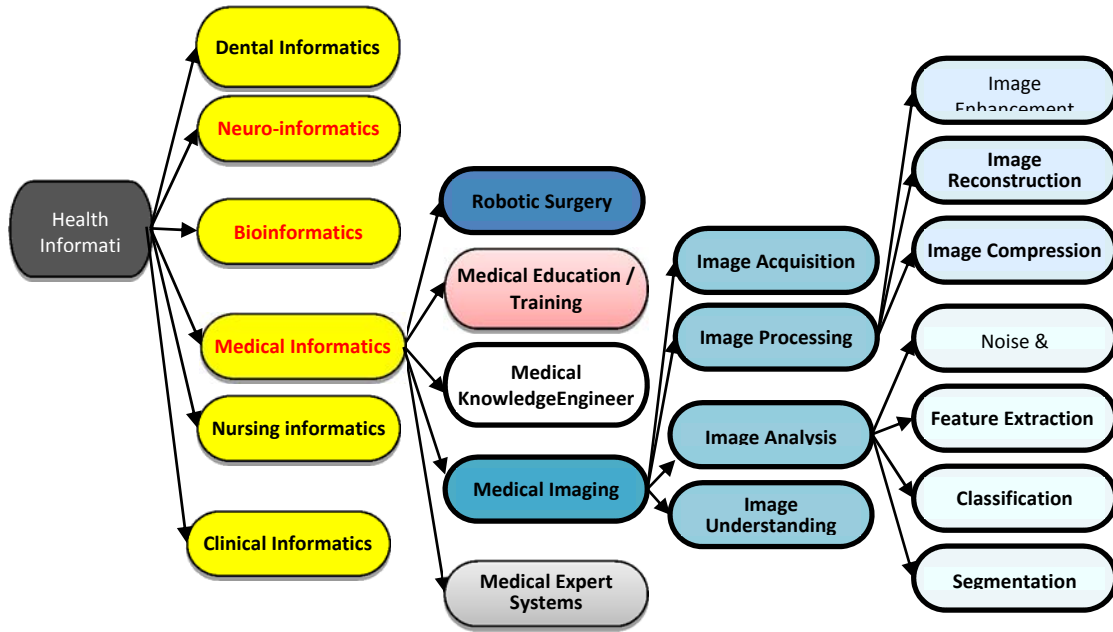 Health
Informati
Dental Informatics
Neuro-informatics
Bioinformatics
Medical Informatics
Nursing informatics
Clinical Informatics
Robotic Surgery
Medical Education /
Training
Medical
KnowledgeEngineer
Medical Imaging
Medical Expert
Systems
Image Acquisition
Image Processing
Image Analysis
Image
Understanding
Image
Enhancement
Image
Reconstruction
Image Compression
Noise &
Feature Extraction
Classification
Segmentation